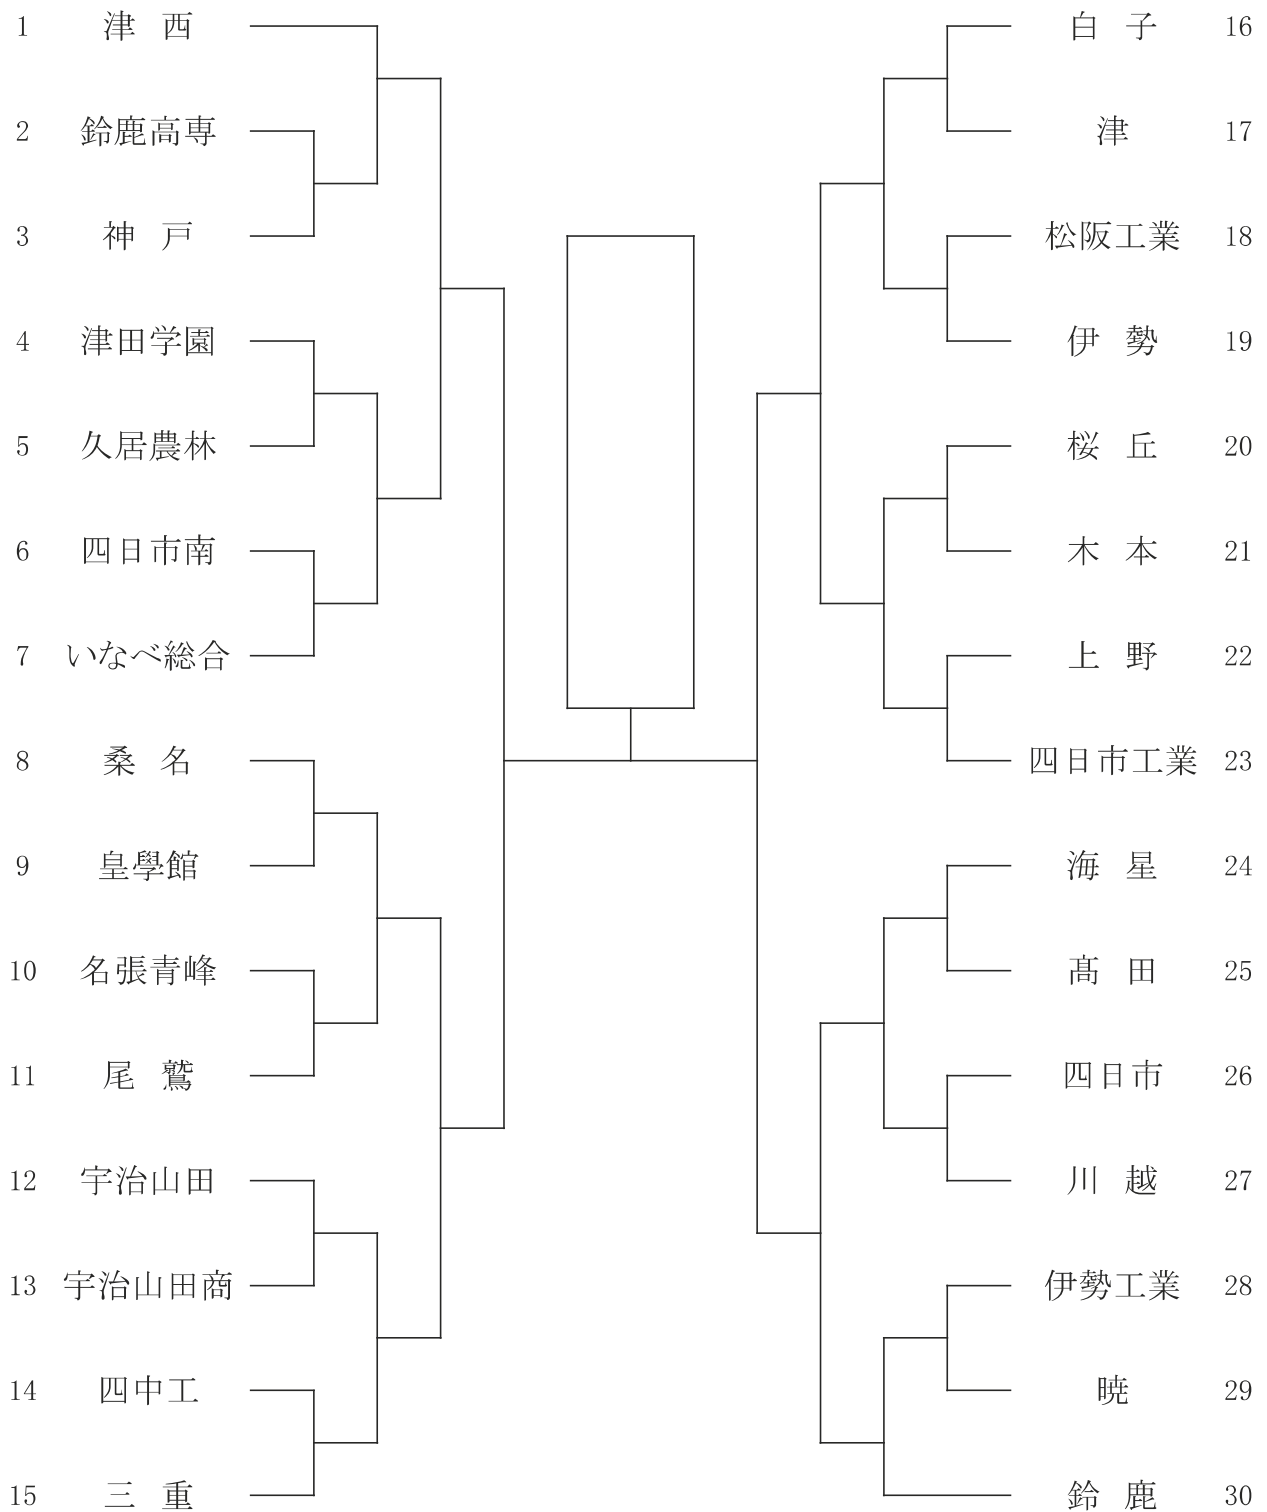 1 津 西
2 鈴鹿高専
3 神 戸
4 津田学園
5 久居農林
6 四日市南
7 いなべ総合
8 桑 名
9 皇學館
10 名張青峰
11 尾 鷲
12 宇治山田
13 宇治山田商
14 四中工
15 三 重
白 子 16
津 17
松阪工業 18
伊 勢 19
桜 丘 20
木 本 21
上 野 22
四日市工業 23
海 星 24
髙 田 25
四日市 26
川 越 27
伊勢工業 28
暁 29
鈴 鹿 30